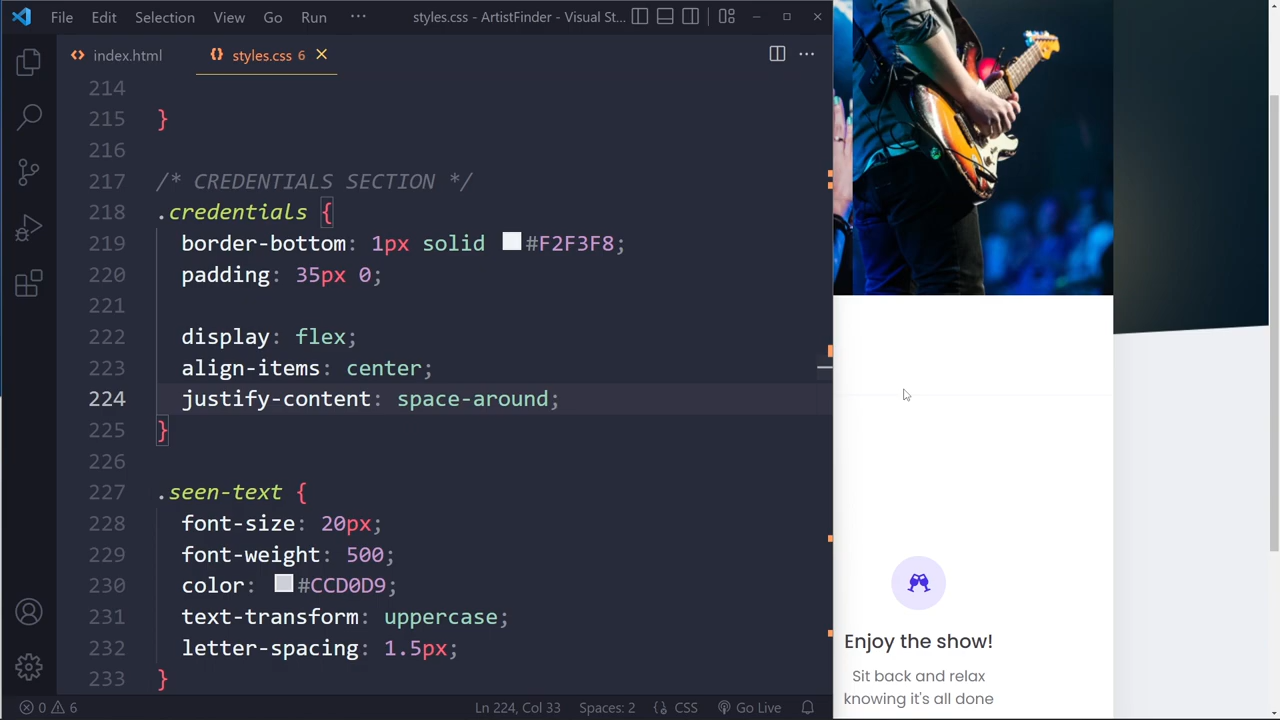 File Edit Selection View Go Run ··· styles.css - ArtistFinder - Visual St...
index.html
styles.css 6
214
215 }
216
217 /* CREDENTIALS SECTION */
218 .credentials {
219 border-bottom: 1px solid #F2F3F8;
220 padding: 35px 0;
221
222 display: flex;
223 align-items: center;
224 justify-content: space-around;
225 }
226
227 .seen-text {
228 font-size: 20px;
229 font-weight: 500;
230 color: #CCD0D9;
231 text-transform: uppercase;
232 letter-spacing: 1.5px;
233 }
0 6 Ln 224, Col 33 Spaces: 2 {} CSS Go Live
Enjoy the show!
Sit back and relax
knowing it's all done